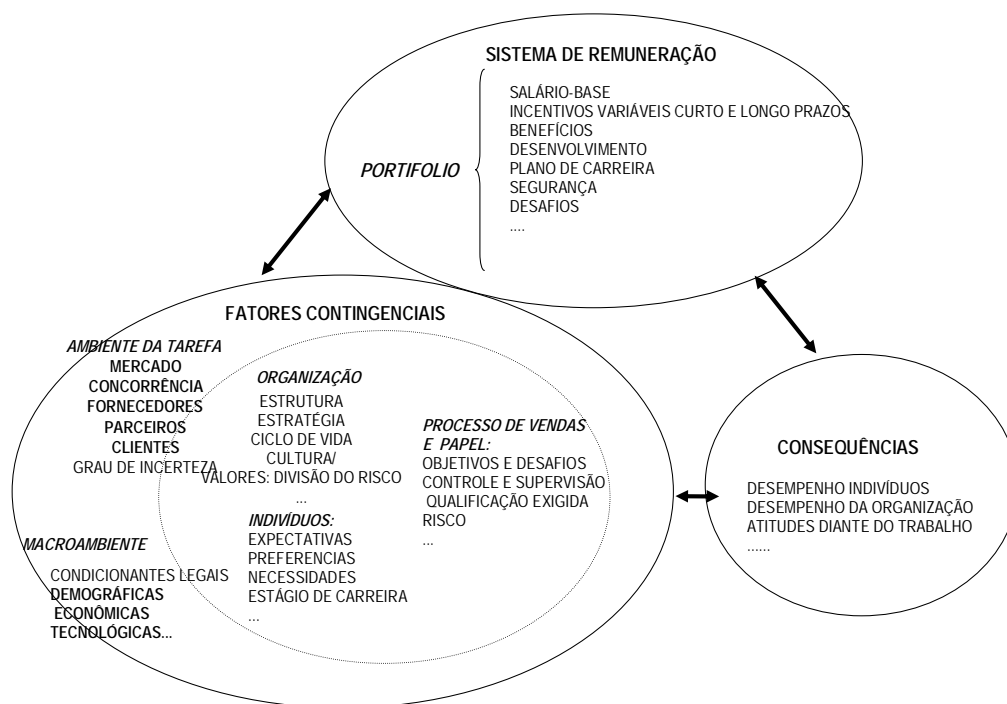 SISTEMA DE REMUNERAÇÃO
SALÁRIO-BASE
INCENTIVOS VARIÁVEIS CURTO E LONGO PRAZOS
BENEFÍCIOS
DESENVOLVIMENTO
PLANO DE CARREIRA
SEGURANÇA
DESAFIOS
....
PORTIFOLIO
FATORES CONTINGENCIAIS
AMBIENTE DA TAREFA
MERCADO
CONCORRÊNCIA
FORNECEDORES
PARCEIROS
CLIENTES
GRAU DE INCERTEZA
MACROAMBIENTE
CONDICIONANTES LEGAIS
DEMOGRÁFICAS
ECONÔMICAS
TECNOLÓGICAS...
ORGANIZAÇÃO
ESTRUTURA
ESTRATÉGIA
CICLO DE VIDA
CULTURA/
VALORES: DIVISÃO DO RISCO
...
INDIVÍDUOS:
EXPECTATIVAS
PREFERENCIAS
NECESSIDADES
ESTÁGIO DE CARREIRA
...
PROCESSO DE VENDAS
E PAPEL:
OBJETIVOS E DESAFIOS
CONTROLE E SUPERVISÃO
QUALIFICAÇÃO EXIGIDA
RISCO
...
CONSEQUÊNCIAS
DESEMPENHO INDIVÍDUOS
DESEMPENHO DA ORGANIZAÇÃO
ATITUDES DIANTE DO TRABALHO
......